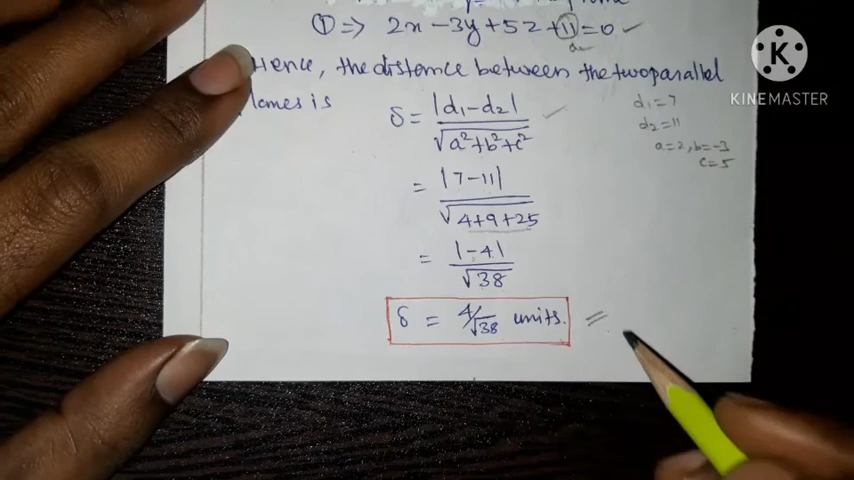 ① ⇒ 2x - 3y + 5z + 11 = 0
Hence, the distance between the two parallel
planes is
δ = |d₁-d₂| / √(a²+b²+c²)
= |7-11| / √(4+9+25)
= |-4| / √38
δ = 4/√38 units.
d₁=7
d₂=11
a=2, b=-3
c=5
K
KINEMASTER